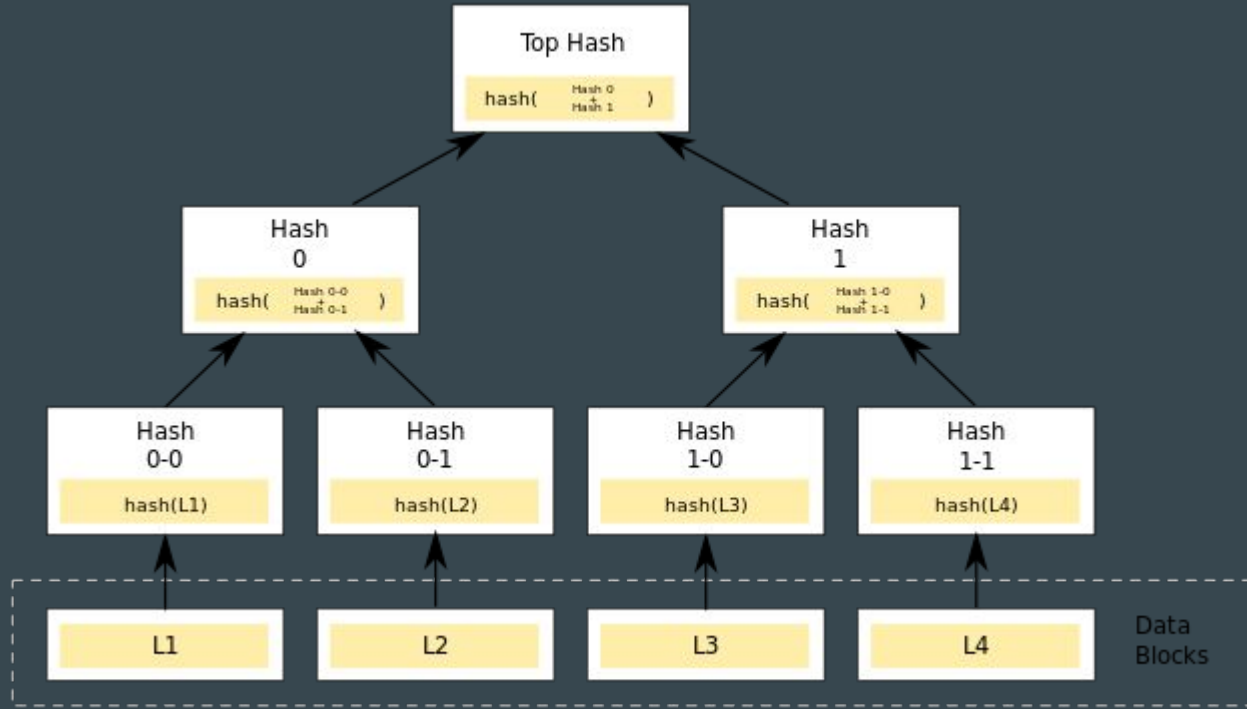 Top Hash
hash( Hash 0 + Hash 1 )
Hash
0
hash( Hash 0-0 + Hash 0-1 )
Hash
1
hash( Hash 1-0 + Hash 1-1 )
Hash
0-0
hash(L1)
Hash
0-1
hash(L2)
Hash
1-0
hash(L3)
Hash
1-1
hash(L4)
L1
L2
L3
L4
Data
Blocks